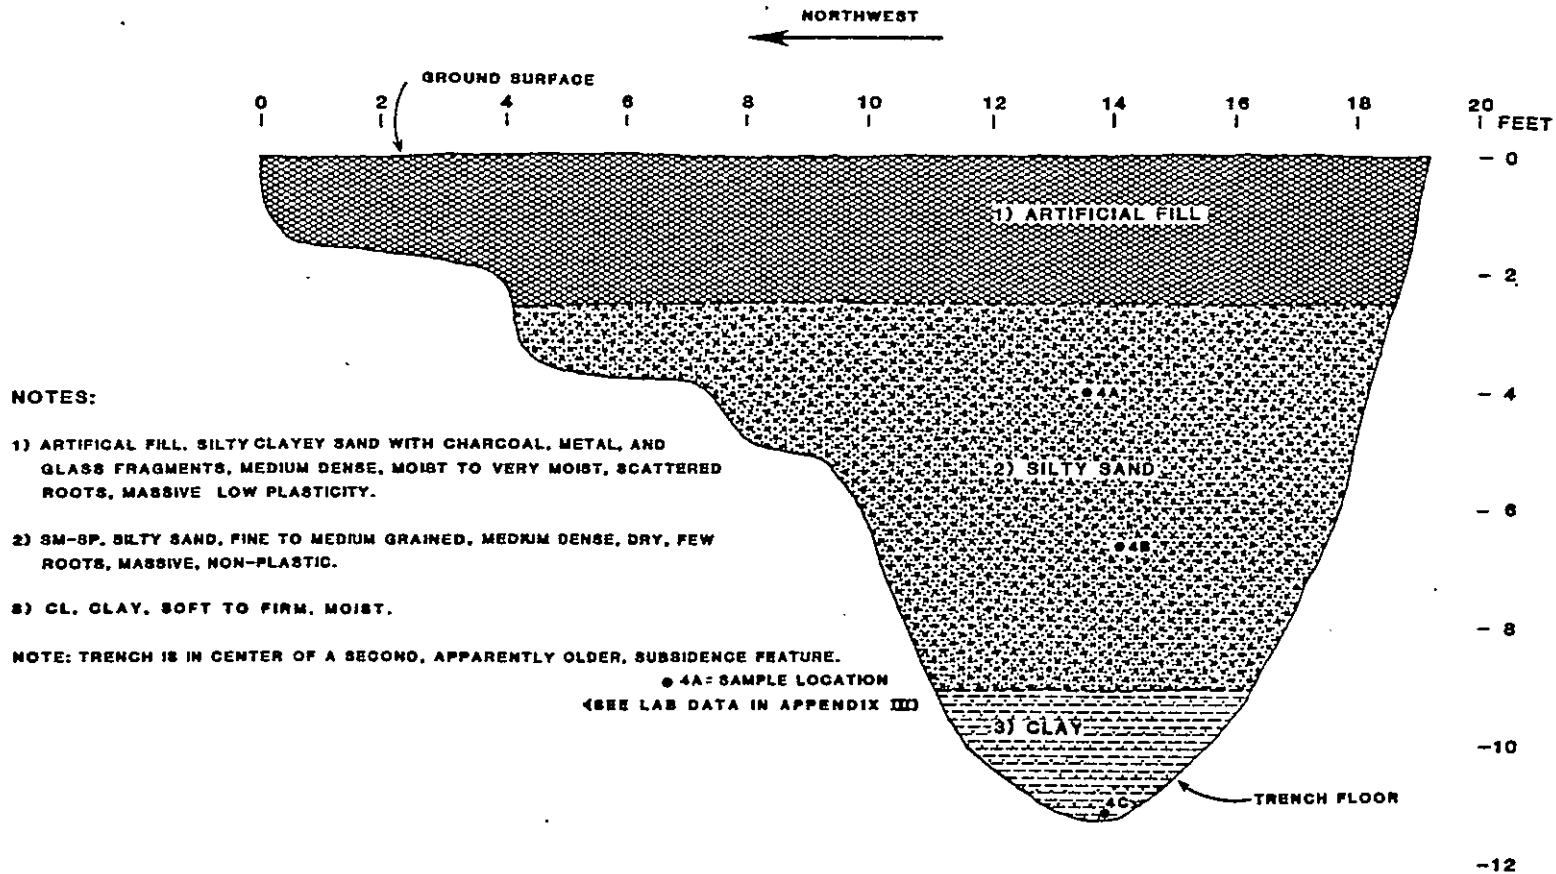 NORTHWEST
GROUND SURFACE
0 2 4 6 8 10 12 14 16 18 20 FEET
- 0
1) ARTIFICIAL FILL
- 2
4A
- 4
2) SILTY SAND
- 6
4B
- 8
3) CLAY
-10
4C
TRENCH FLOOR
-12
NOTES:
1) ARTIFICAL FILL, SILTY CLAYEY SAND WITH CHARCOAL, METAL, AND
GLASS FRAGMENTS, MEDIUM DENSE, MOIST TO VERY MOIST, SCATTERED
ROOTS, MASSIVE LOW PLASTICITY.
2) SM-SP, SILTY SAND, FINE TO MEDIUM GRAINED, MEDIUM DENSE, DRY, FEW
ROOTS, MASSIVE, NON-PLASTIC.
3) CL, CLAY, SOFT TO FIRM, MOIST.
NOTE: TRENCH IS IN CENTER OF A SECOND, APPARENTLY OLDER, SUBSIDENCE FEATURE.
● 4A= SAMPLE LOCATION
(SEE LAB DATA IN APPENDIX III)